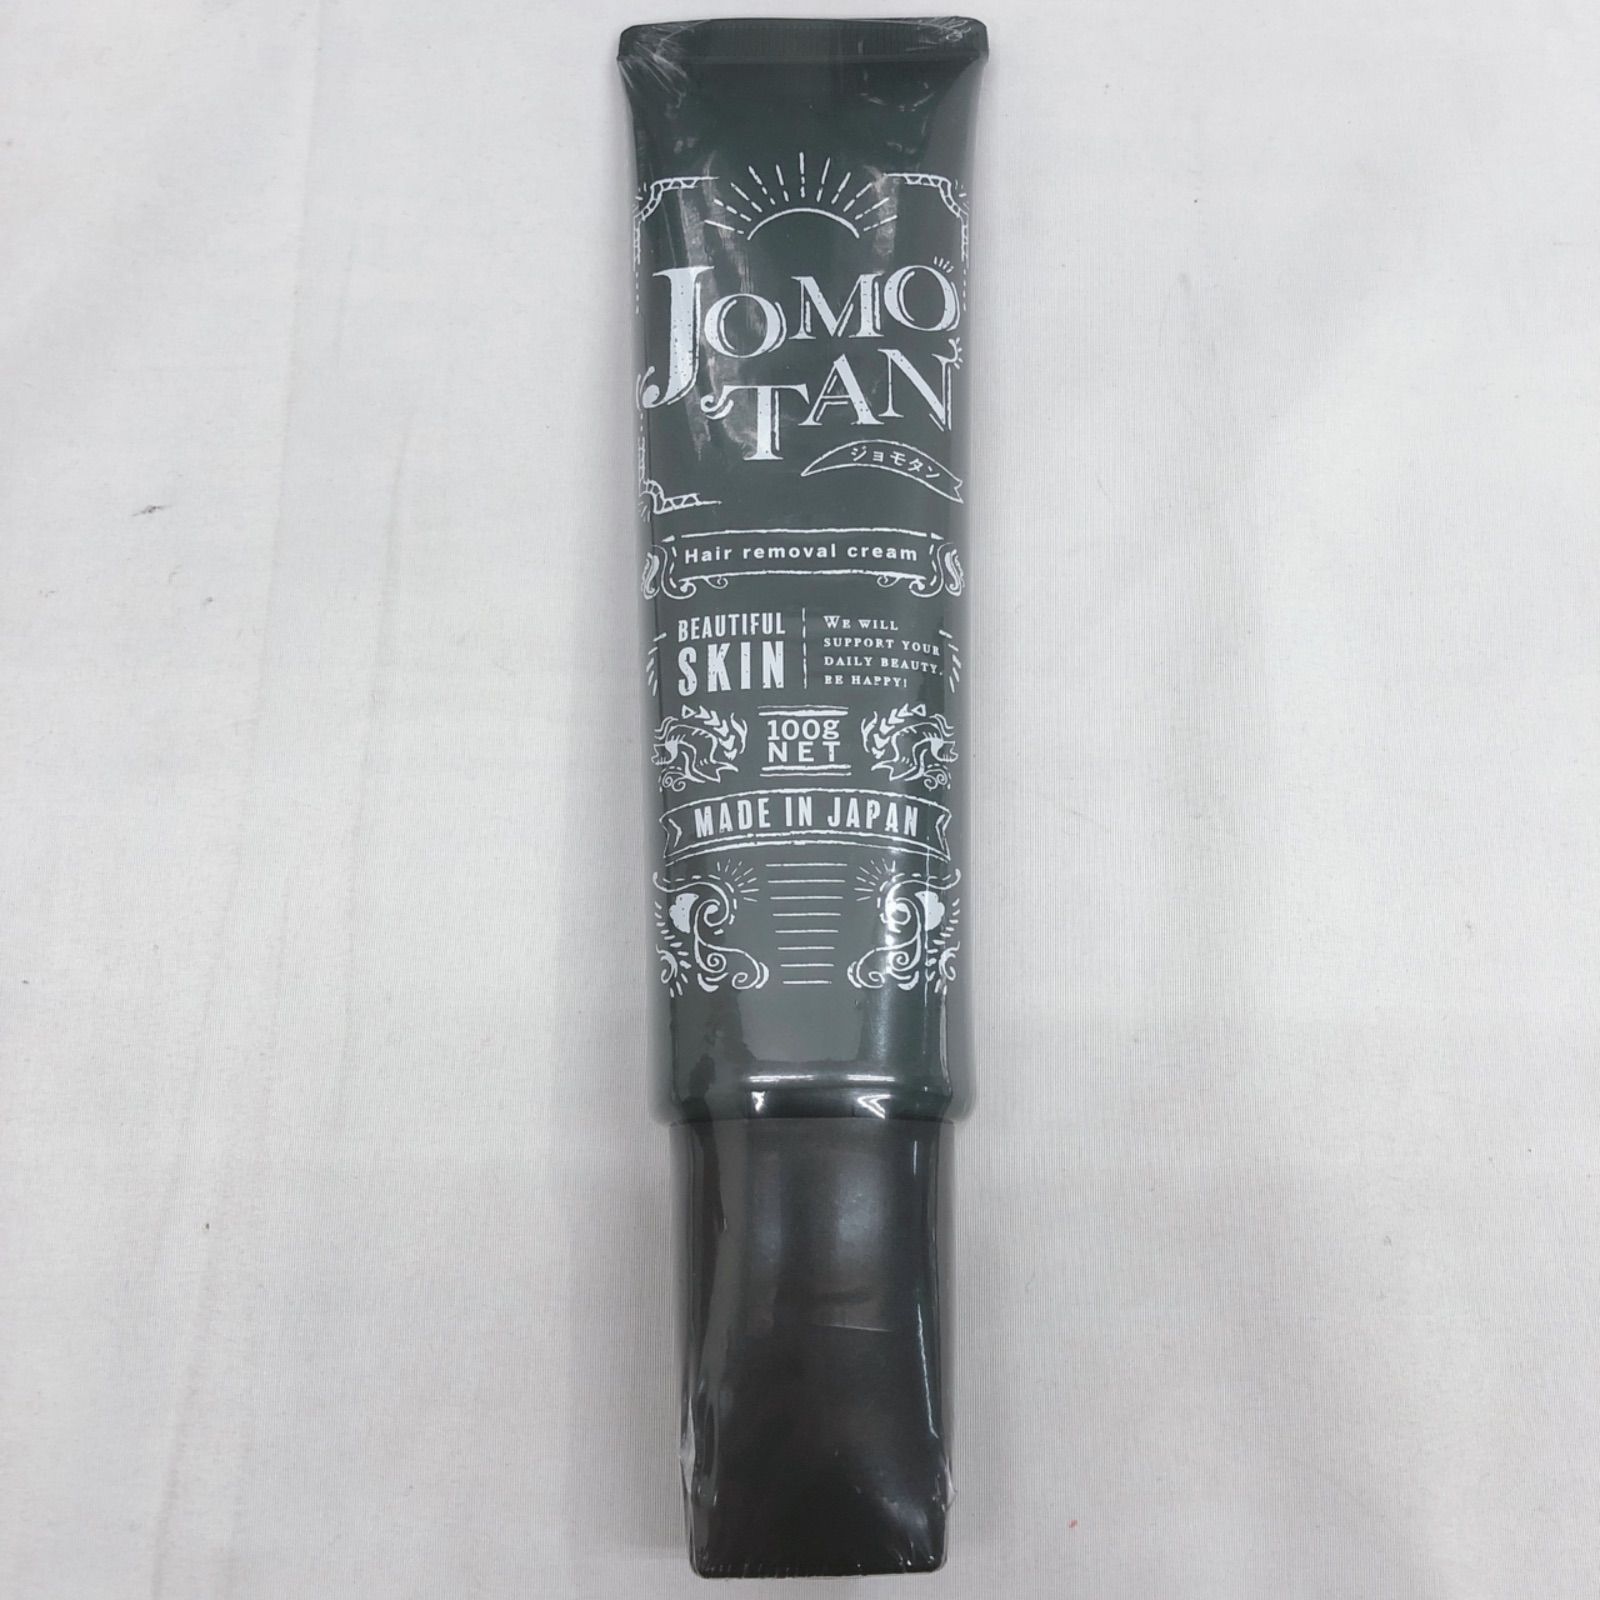 JOMO
TAN
ジョモタン
Hair removal cream
BEAUTIFUL
SKIN
WE WILL
SUPPORT YOUR
DAILY BEAUTY.
BE HAPPY!
100g
NET
MADE IN JAPAN